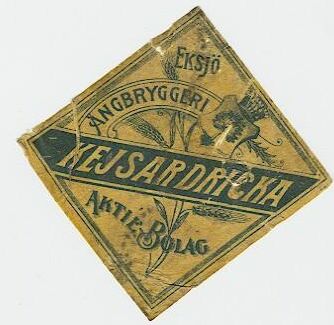 EKSJÖ
ÅNGBRYGGERI
KEJSARDRICKA
AKTIE-BOLAG